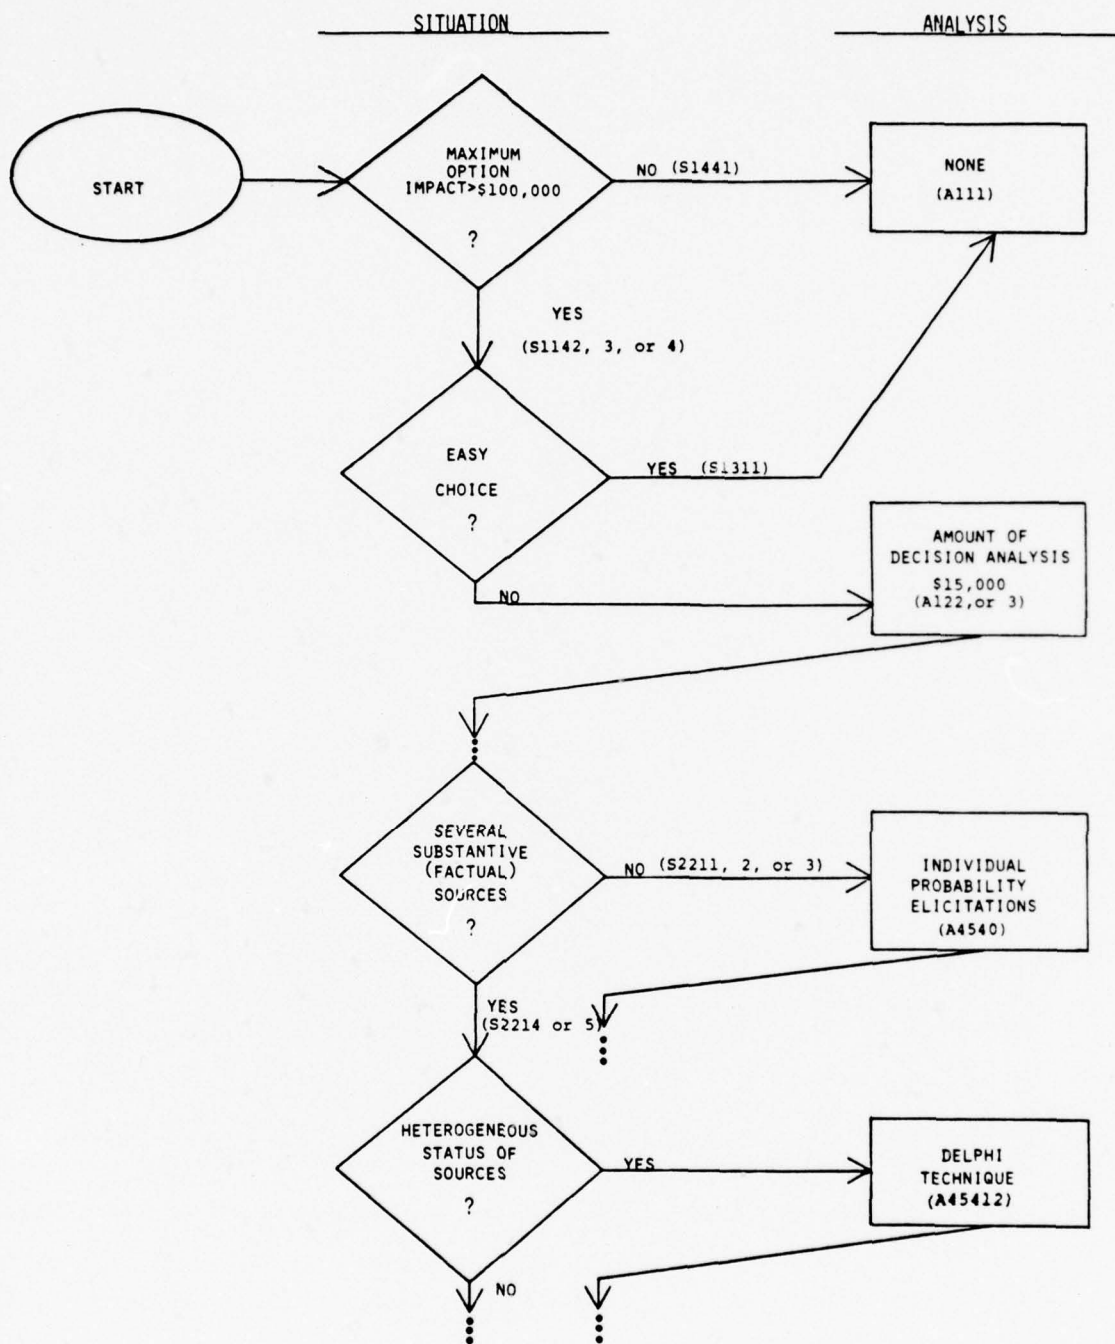 SITUATION
ANALYSIS
START
MAXIMUM
OPTION
IMPACT>$100,000
?
NO (S1441)
NONE
(A111)
YES
(S1142, 3, or 4)
EASY
CHOICE
?
YES (S1311)
NO
AMOUNT OF
DECISION ANALYSIS
$15,000
(A122,or 3)
SEVERAL
SUBSTANTIVE
(FACTUAL)
SOURCES
?
NO (S2211, 2, or 3)
INDIVIDUAL
PROBABILITY
ELICITATIONS
(A4540)
YES
(S2214 or 5)
HETEROGENEOUS
STATUS OF
SOURCES
?
YES
DELPHI
TECHNIQUE
(A45412)
NO